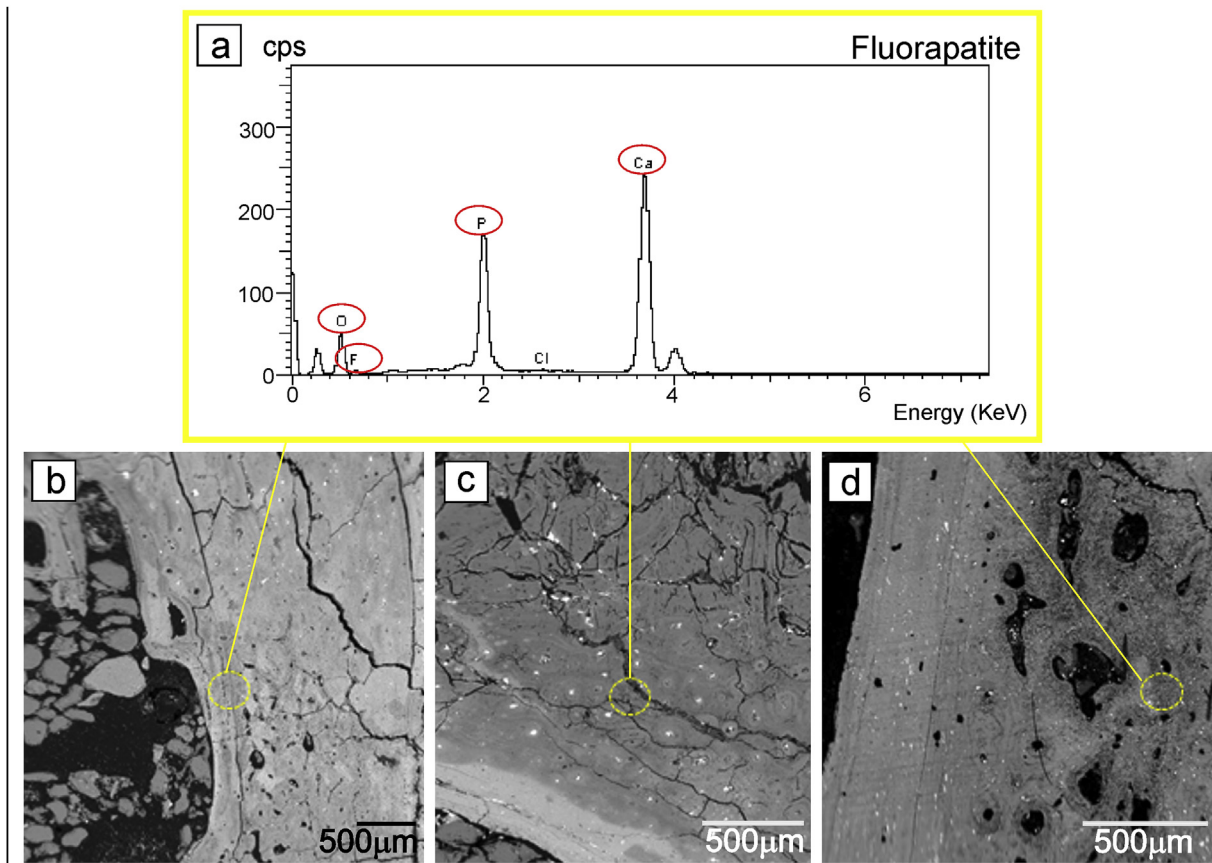 a cps Fluorapatite
300
Ca
200
P
100
O
F
Cl
0
0 2 4 6
Energy (KeV)
b
c
d
500μm
500μm
500μm